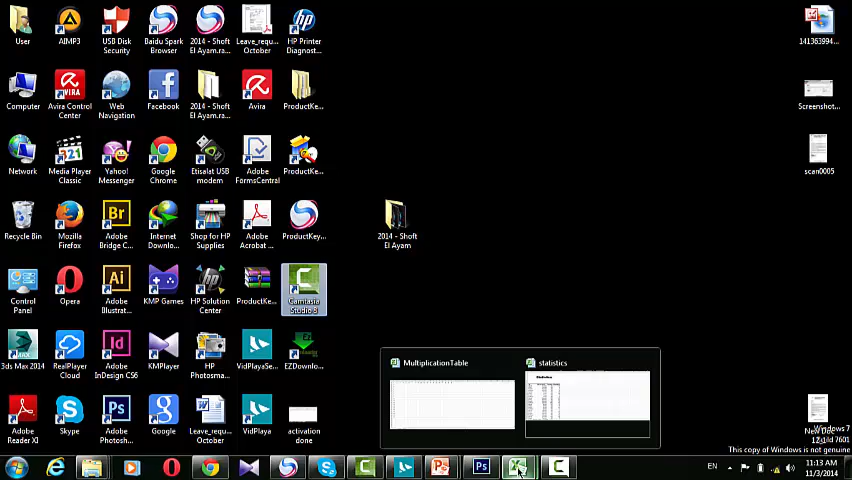 User
AIMP3
USB Disk
Security
Baidu Spark
Browser
2014 - Shoft
El Ayam.ra...
Leave_requ...
October
HP Printer
Diagnost...
141363994...
Computer
Avira Control
Center
Web
Navigation
Facebook
2014 - Shoft
El Ayam.ra...
Avira
ProductKe...
Screenshot...
Network
Media Player
Classic
Yahoo!
Messenger
Google
Chrome
Etisalat USB
modem
Adobe
FormsCentral
ProductKe...
scan0005
Recycle Bin
Mozilla
Firefox
Adobe
Bridge C...
Internet
Downlo...
Shop for HP
Supplies
Adobe
Acrobat ...
ProductKey...
2014 - Shoft
El Ayam
Control
Panel
Opera
Adobe
Illustrat...
KMP Games
HP Solution
Center
ProductKe...
Camtasia
Studio 8
3ds Max 2014
RealPlayer
Cloud
Adobe
InDesign CS6
KMPlayer
HP
Photosma...
VidPlaySe...
EZDownlo...
MultiplicationTable
statistics
Adobe
Reader XI
Skype
Adobe
Photosh...
Google
Leave_requ...
October
VidPlaya
activation
done
Windows 7
This copy of Windows is not genuine
EN
11:13 AM
11/3/2014